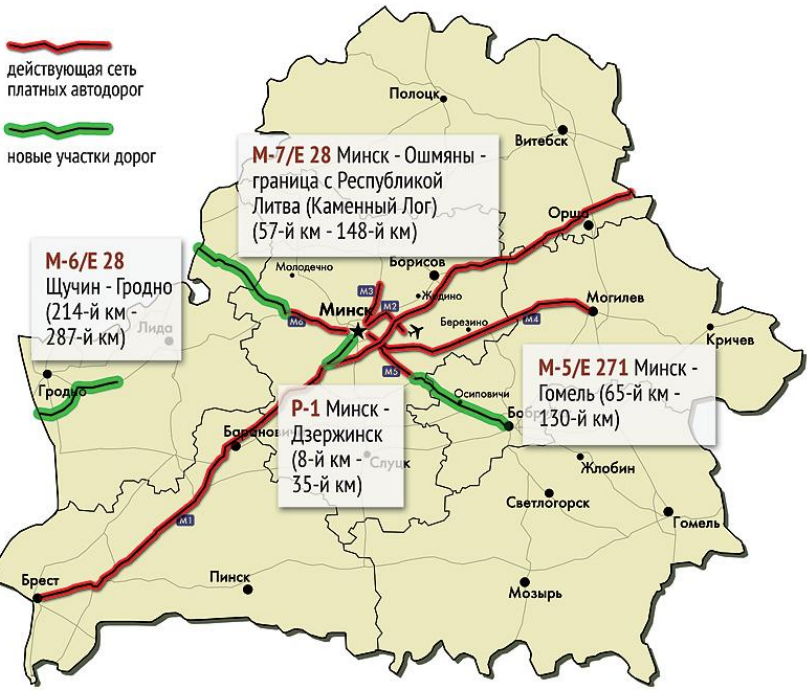 действующая сеть
платных автодорог
новые участки дорог
Полоцк
Витебск
М-7/Е 28 Минск - Ошмяны -
граница с Республикой
Литва (Каменный Лог)
(57-й км - 148-й км)
Орша
М-6/Е 28
Щучин - Гродно
(214-й км -
287-й км)
Молодечно
Борисов
М3
Жодино
Минск
М2
Могилев
М6
Березино
М4
Лида
Кричев
М5
М-5/Е 271 Минск -
Гомель (65-й км -
130-й км)
Гродно
Осиповичи
Р-1 Минск -
Дзержинск
(8-й км -
35-й км)
Барановичи
Слуцк
Жлобин
Светлогорск
М1
Гомель
Брест
Пинск
Мозырь